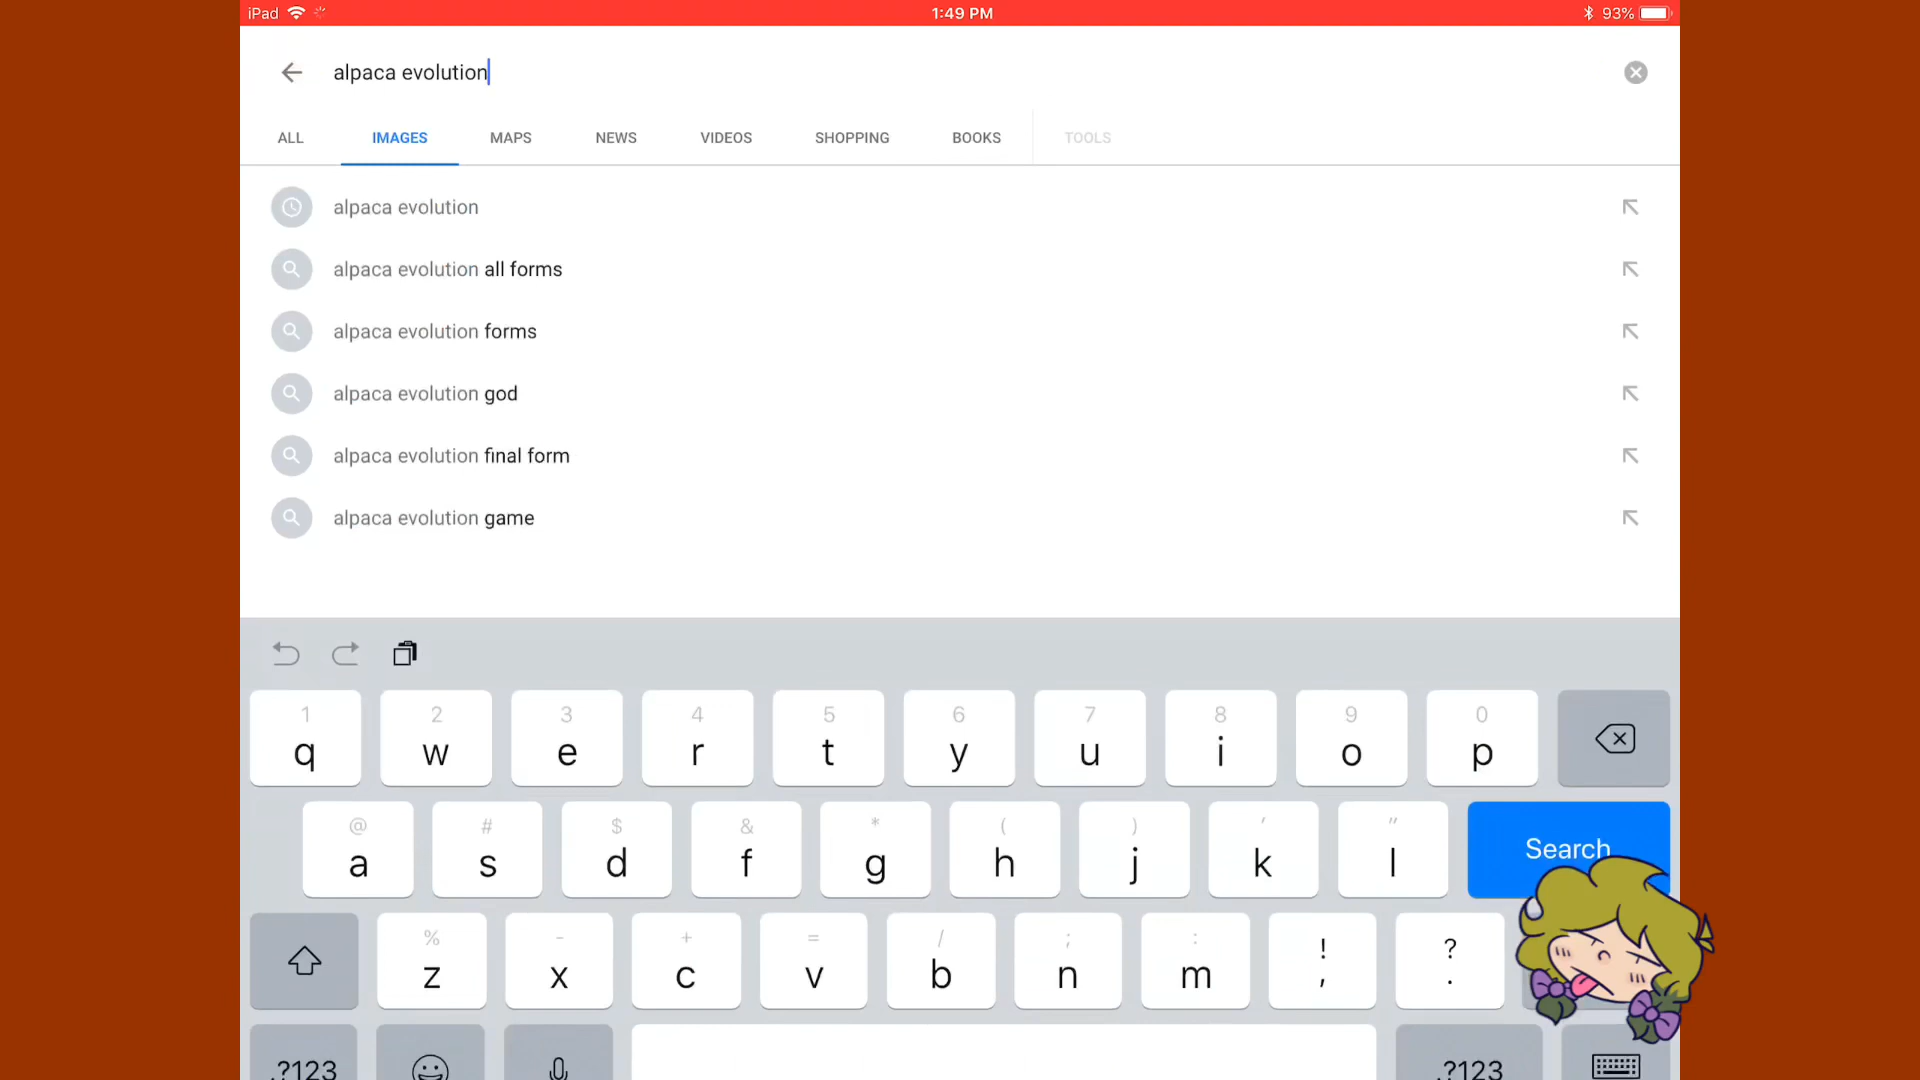 iPad 1:49 PM 93%
alpaca evolution
ALL IMAGES MAPS NEWS VIDEOS SHOPPING BOOKS TOOLS
alpaca evolution
alpaca evolution all forms
alpaca evolution forms
alpaca evolution god
alpaca evolution final form
alpaca evolution game
1 2 3 4 5 6 7 8 9 0
q w e r t y u i o p
@ # $ & * ( ) ' "
a s d f g h j k l Search
% - + = / ; : ! ?
z x c v b n m , .
.?123 .?123